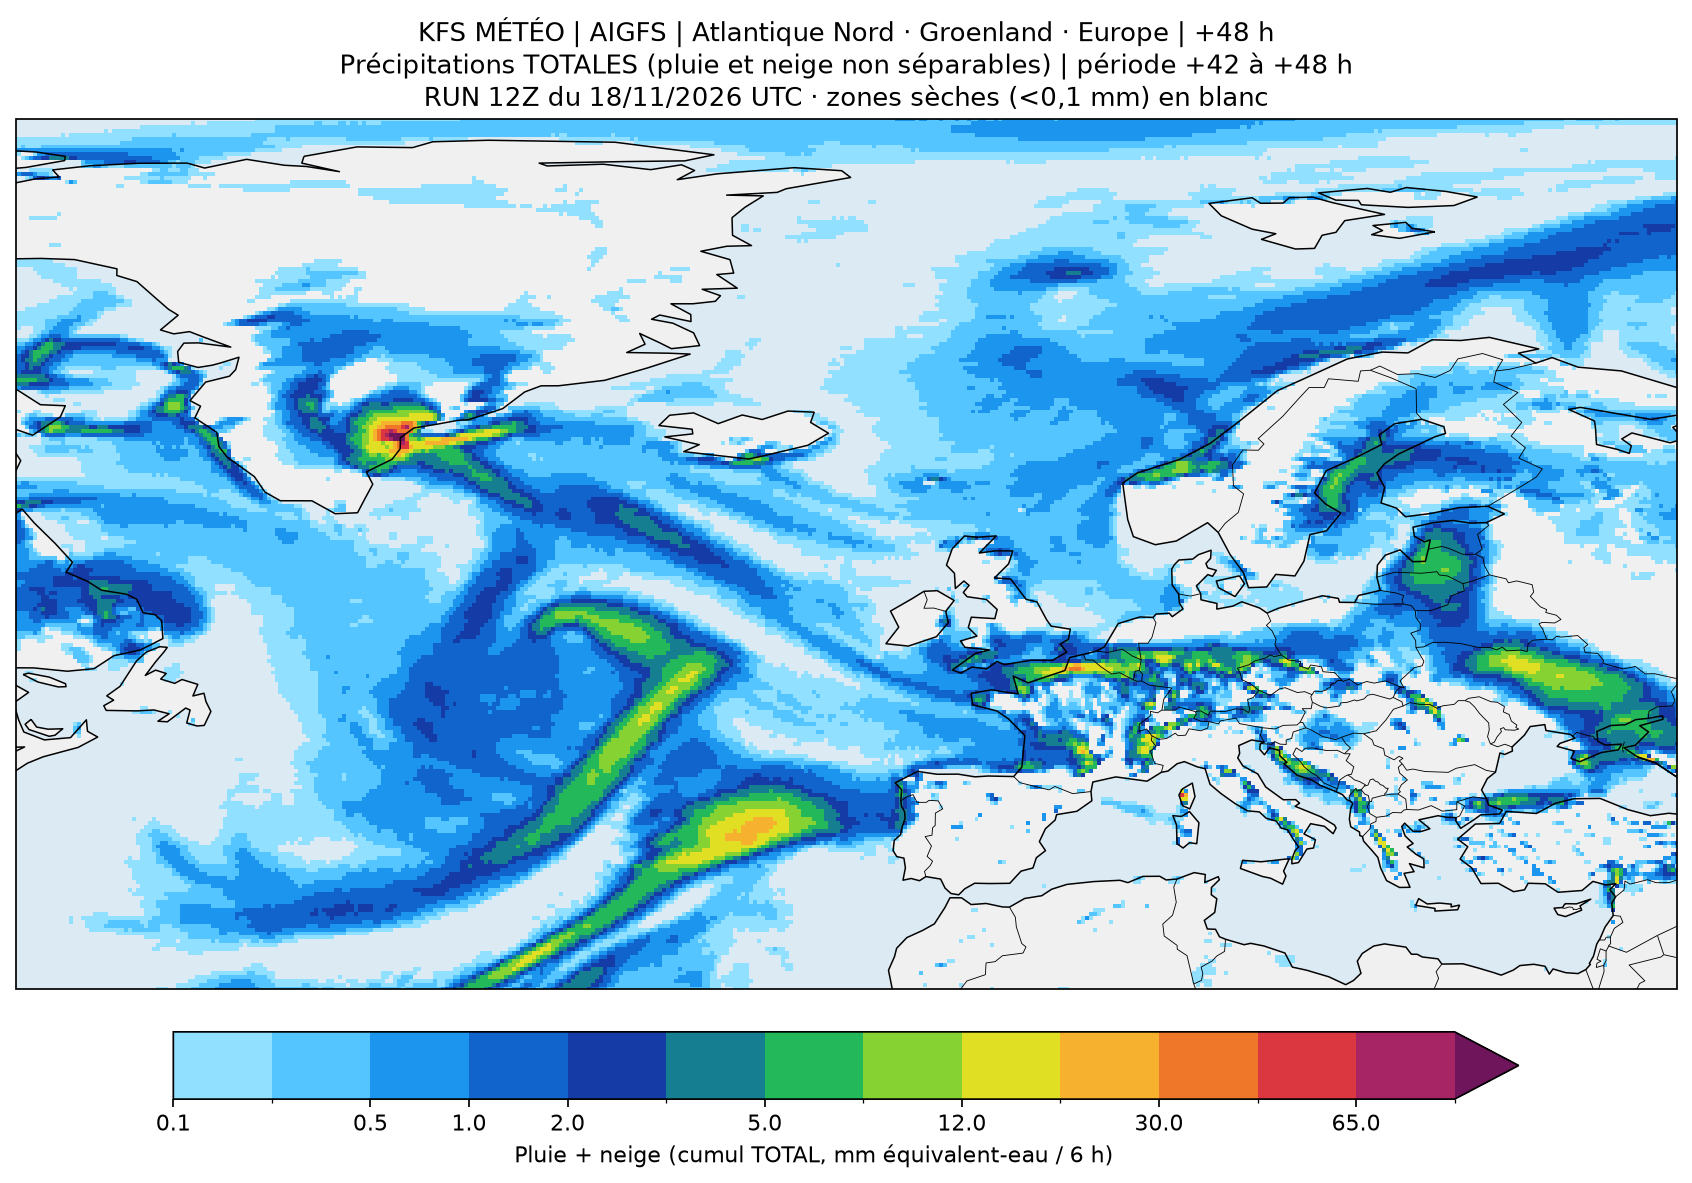 KFS MÉTÉO | AIGFS | Atlantique Nord · Groenland · Europe | +48 h
Précipitations TOTALES (pluie et neige non séparables) | période +42 à +48 h
RUN 12Z du 18/11/2026 UTC · zones sèches (<0,1 mm) en blanc
0.1 0.5 1.0 2.0 5.0 12.0 30.0 65.0
Pluie + neige (cumul TOTAL, mm équivalent-eau / 6 h)